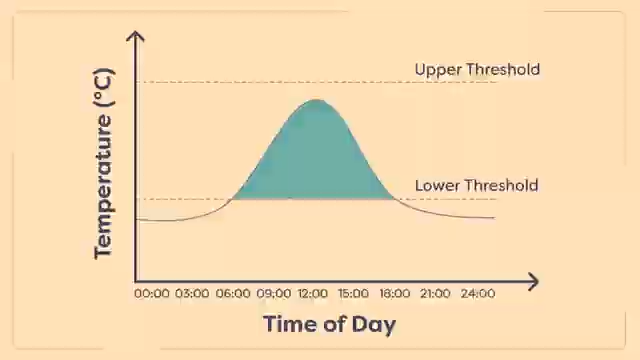 Upper Threshold
Temperature (°C)
Lower Threshold
00:00 03:00 06:00 09:00 12:00 15:00 18:00 21:00 24:00
Time of Day